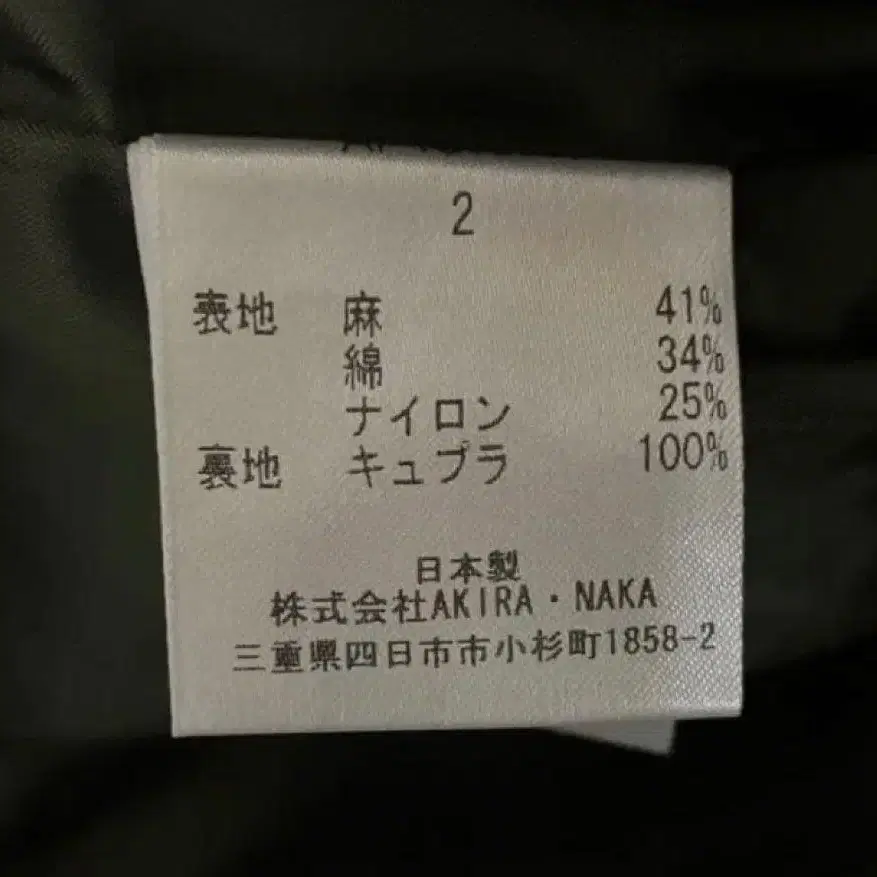 2
表地 麻 41%
綿 34%
ナイロン 25%
裏地 キュプラ 100%
日本製
株式会社AKIRA・NAKA
三重県四日市市小杉町1858-2